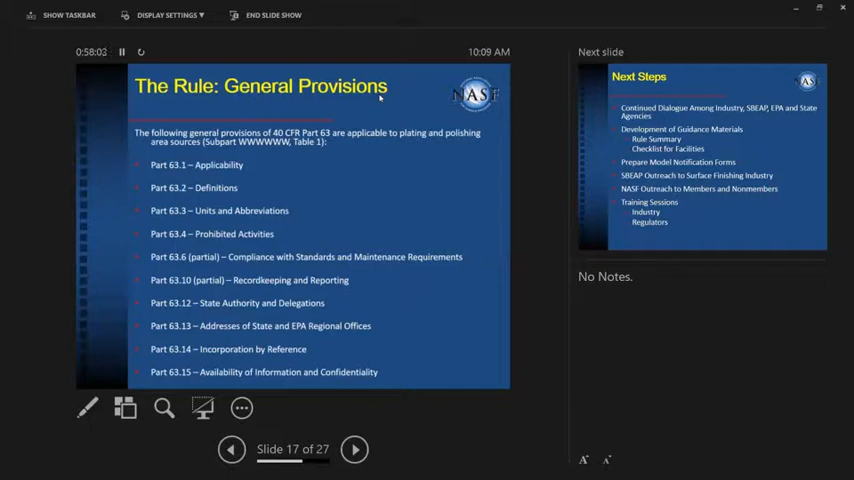 SHOW TASKBAR
DISPLAY SETTINGS ▼
END SLIDE SHOW
0:58:03
10:09 AM
The Rule: General Provisions
NASF
The following general provisions of 40 CFR Part 63 are applicable to plating and polishing
area sources (Subpart WWWWWW, Table 1):
Part 63.1 – Applicability
Part 63.2 – Definitions
Part 63.3 – Units and Abbreviations
Part 63.4 – Prohibited Activities
Part 63.6 (partial) – Compliance with Standards and Maintenance Requirements
Part 63.10 (partial) – Recordkeeping and Reporting
Part 63.12 – State Authority and Delegations
Part 63.13 – Addresses of State and EPA Regional Offices
Part 63.14 – Incorporation by Reference
Part 63.15 – Availability of Information and Confidentiality
Slide 17 of 27
Next slide
Next Steps
NASF
Continued Dialogue Among Industry, SBEAP, EPA and State
Agencies
Development of Guidance Materials
Rule Summary
Checklist for Facilities
Prepare Model Notification Forms
SBEAP Outreach to Surface Finishing Industry
NASF Outreach to Members and Nonmembers
Training Sessions
Industry
Regulators
No Notes.
A A